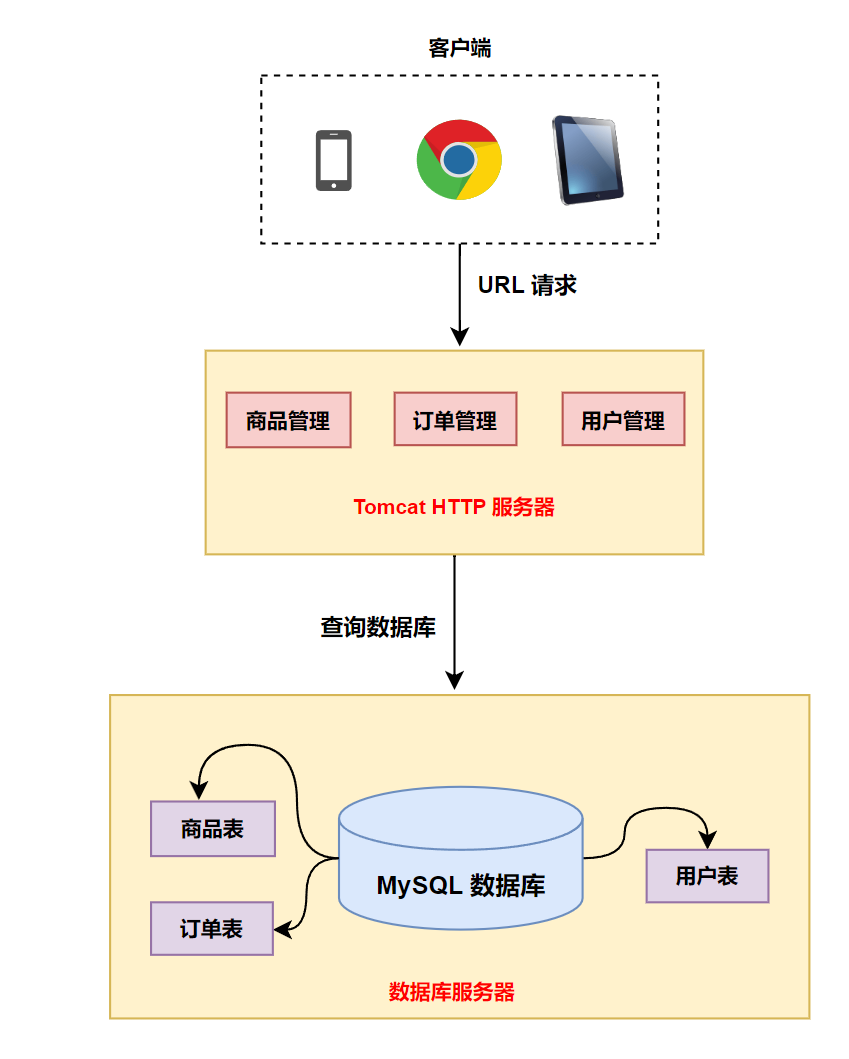 客户端
URL 请求
商品管理
订单管理
用户管理
Tomcat HTTP 服务器
查询数据库
商品表
MySQL 数据库
用户表
订单表
数据库服务器